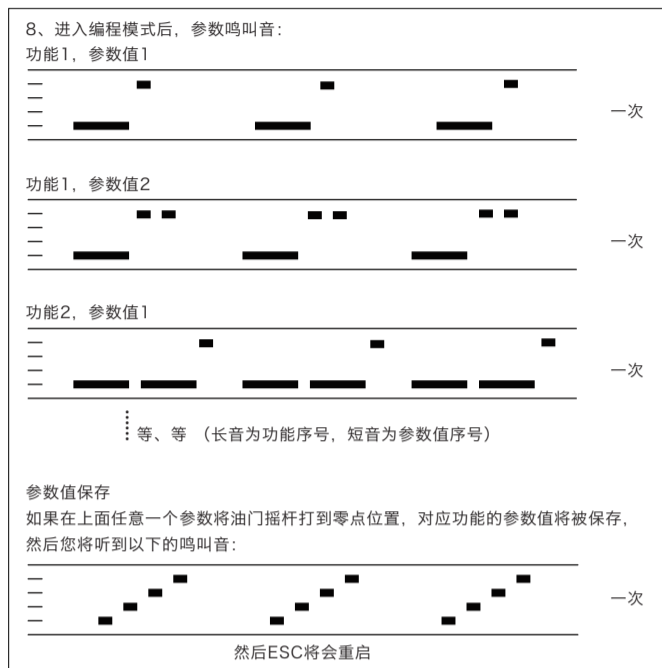 8、进入编程模式后，参数鸣叫音：
功能1，参数值1
一次
功能1，参数值2
一次
功能2，参数值1
一次
等、等 （长音为功能序号，短音为参数值序号）
参数值保存
如果在上面任意一个参数将油门摇杆打到零点位置，对应功能的参数值将被保存，
然后您将听到以下的鸣叫音：
一次
然后ESC将会重启